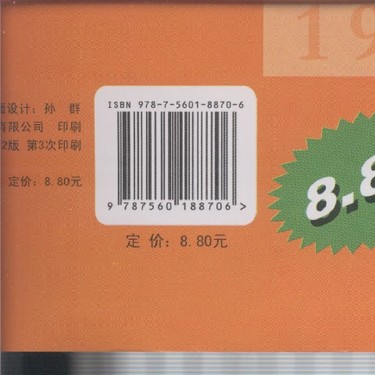 19
ISBN 978-7-5601-8870-6
面设计: 孙 群
有限公司 印刷
2版 第3次印刷
定价: 8.80元
9 787560 188706 >
定 价: 8.80元
8.8